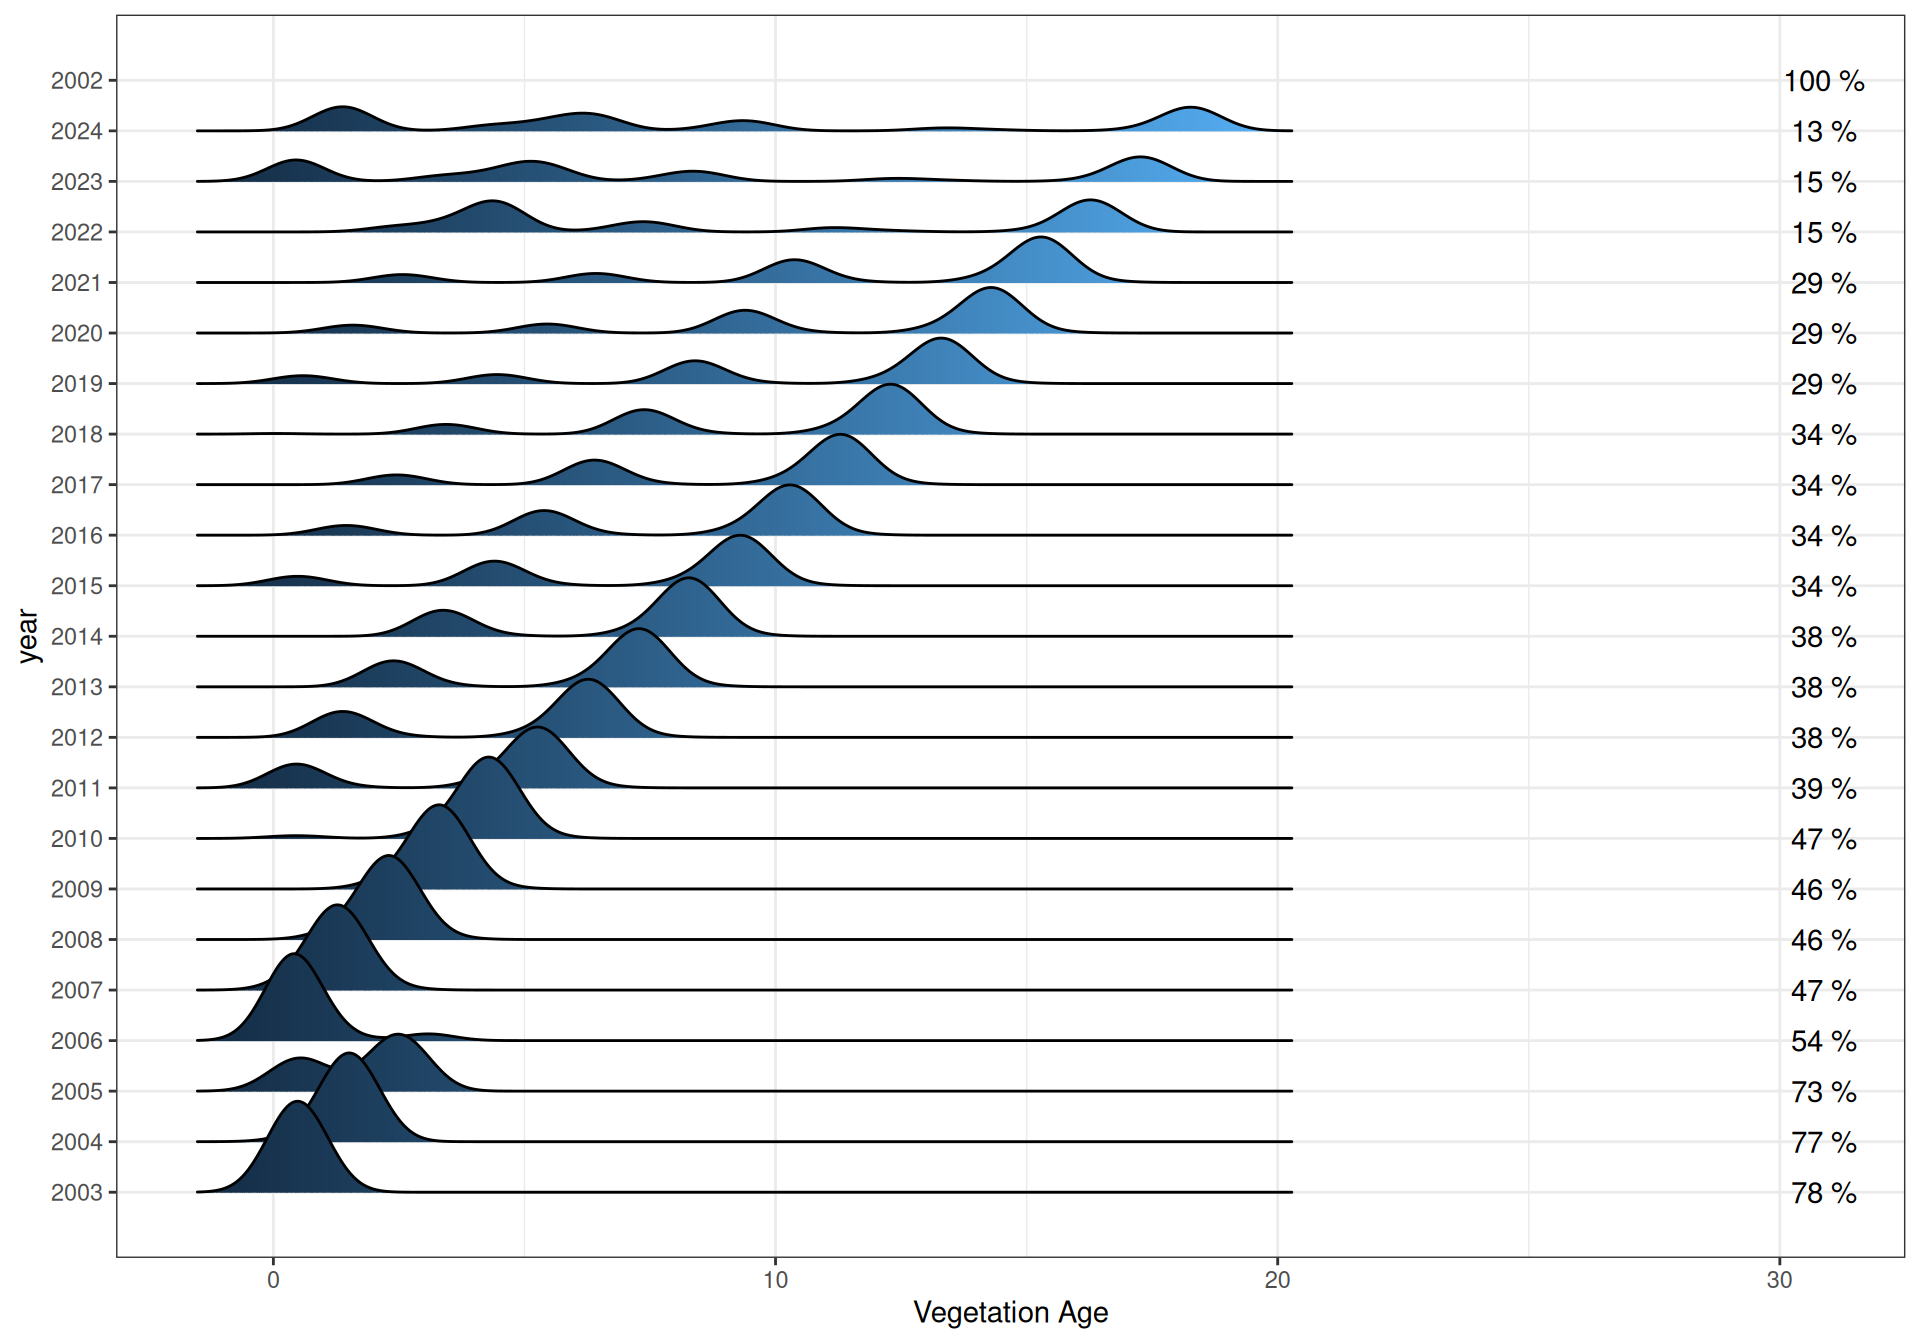 2002 100 %
2024 13 %
2023 15 %
2022 15 %
2021 29 %
2020 29 %
2019 29 %
2018 34 %
2017 34 %
2016 34 %
2015 34 %
2014 38 %
2013 38 %
2012 38 %
2011 39 %
2010 47 %
2009 46 %
2008 46 %
2007 47 %
2006 54 %
2005 73 %
2004 77 %
2003 78 %
year
0 10 20 30
Vegetation Age